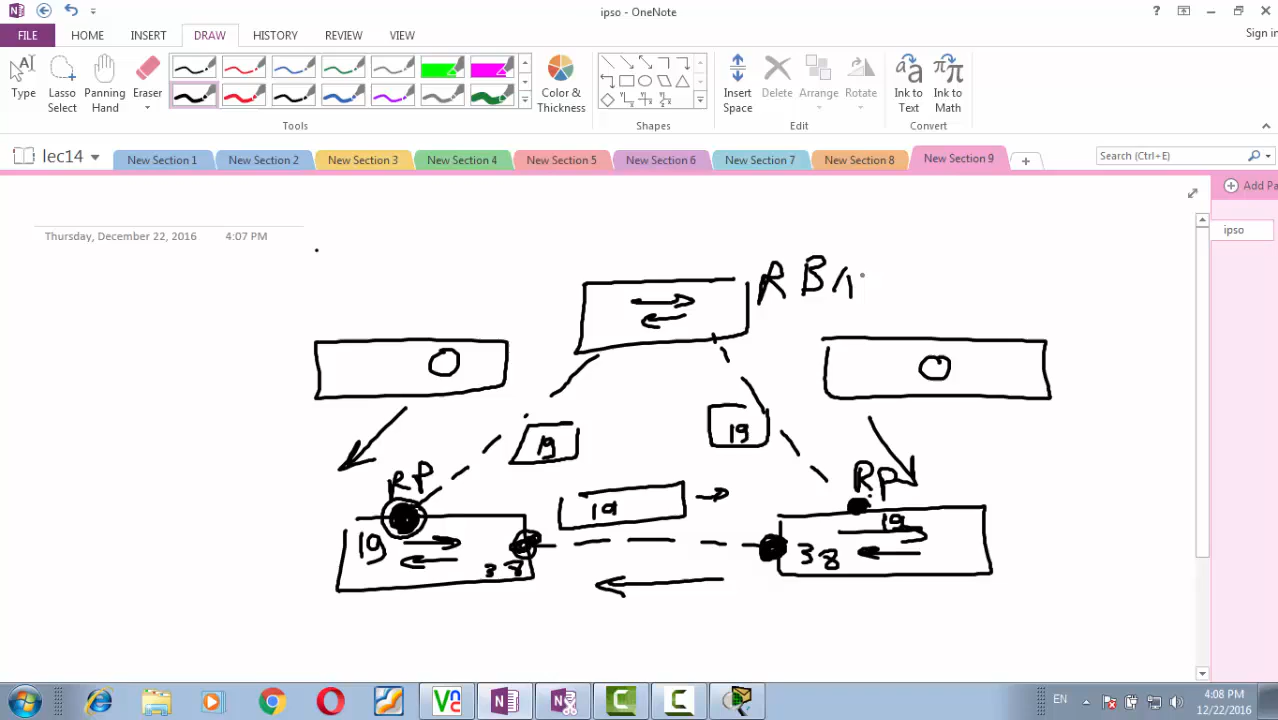 ipso - OneNote
Sign in
FILE HOME INSERT DRAW HISTORY REVIEW VIEW
Type
Lasso Select
Panning Hand
Eraser
Color & Thickness
Insert Space
Delete
Arrange
Rotate
Ink to Text
Ink to Math
Tools
Shapes
Edit
Convert
lec14
New Section 1
New Section 2
New Section 3
New Section 4
New Section 5
New Section 6
New Section 7
New Section 8
New Section 9
Search (Ctrl+E)
Add Pa
ipso
Thursday, December 22, 2016 4:07 PM
R B
19
19
RP
RP
19
19
19
38
38
EN
4:08 PM
12/22/2016